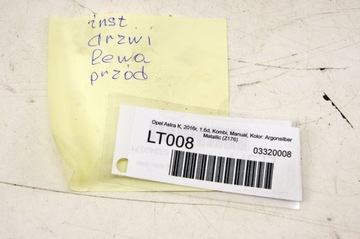 inst
drzwi
lewa
przód
Opel Astra K, 2016r, 1.6d, Kombi, Manual, Kolor: Argonsilber
Metallic (Z176)
LT008
03320008